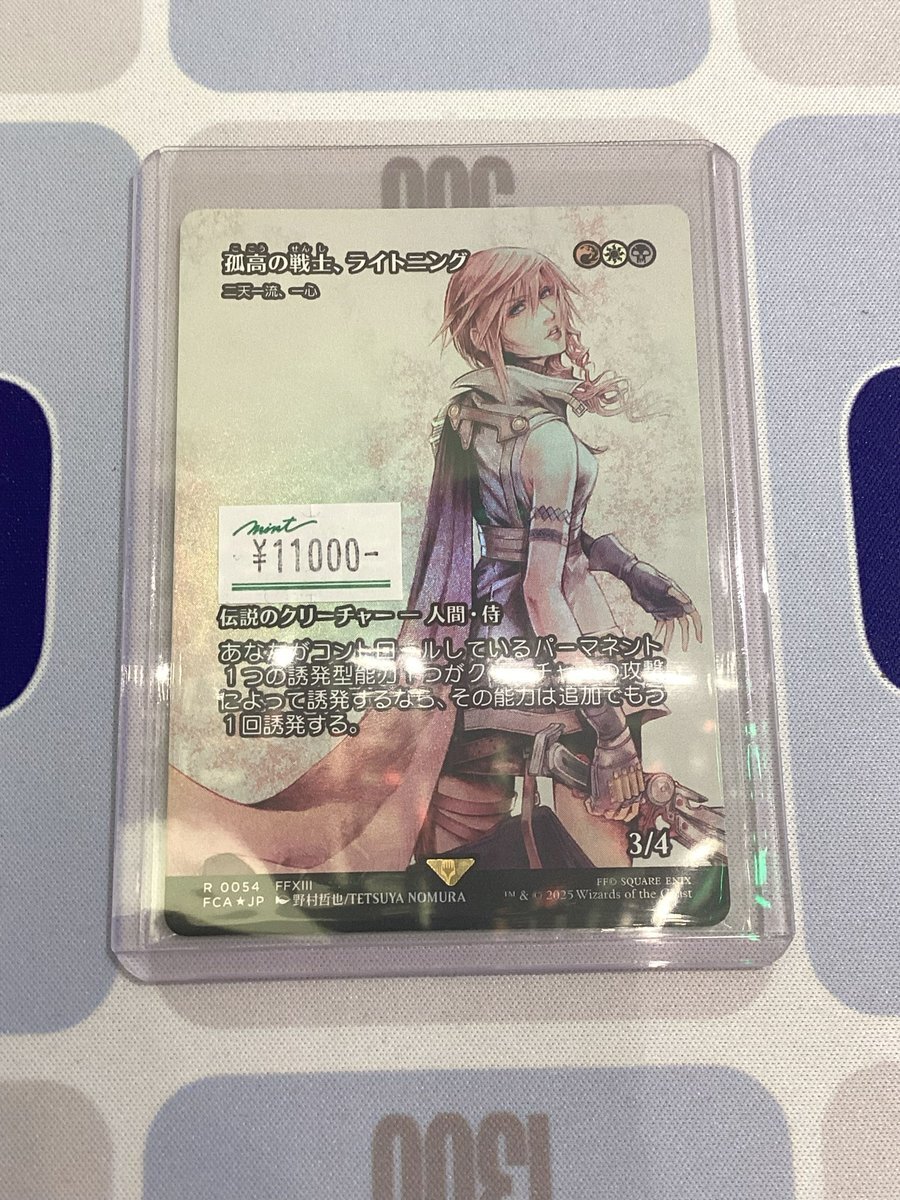 300
孤高の戦士、ライトニング
二天一流、一心
mint
¥11000-
伝説のクリーチャー ― 人間・侍
あなたがコントロールしているパーマネント
1つの誘発型能力1つがクリーチャーの攻撃
によって誘発するなら、その能力は追加でもう
1回誘発する。
3/4
R 0054 FFXIII
FCA★JP 野村哲也/TETSUYA NOMURA
FF© SQUARE ENIX
™ & © 2025 Wizards of the Coast
1300